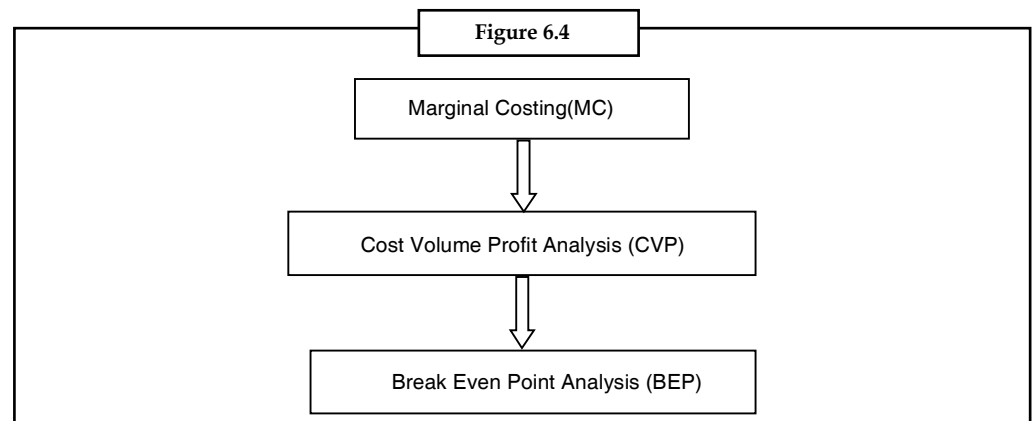 Figure 6.4
Marginal Costing(MC)
Cost Volume Profit Analysis (CVP)
Break Even Point Analysis (BEP)